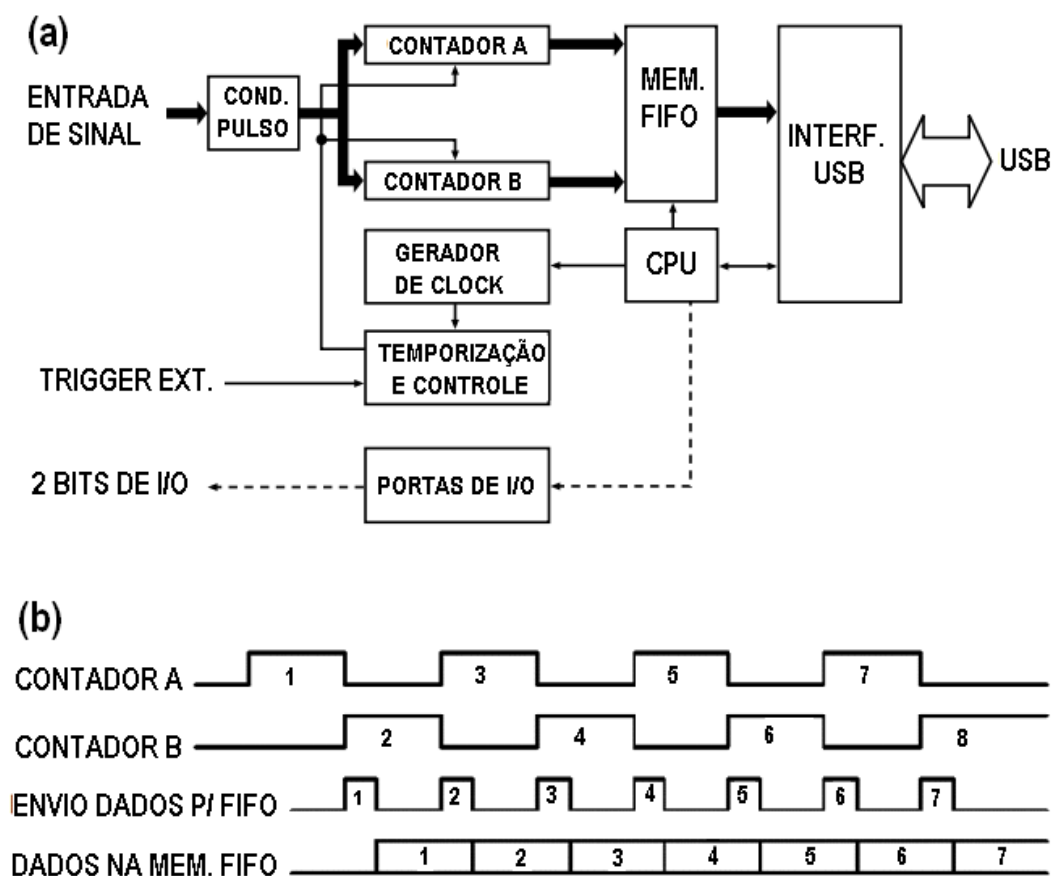 (a)
ENTRADA
DE SINAL
COND.
PULSO
CONTADOR A
CONTADOR B
MEM.
FIFO
INTERF.
USB
USB
GERADOR
DE CLOCK
CPU
TEMPORIZAÇÃO
E CONTROLE
TRIGGER EXT.
2 BITS DE I/O
PORTAS DE I/O
(b)
CONTADOR A 1 3 5 7
CONTADOR B 2 4 6 8
ENVIO DADOS P/ FIFO 1 2 3 4 5 6 7
DADOS NA MEM. FIFO 1 2 3 4 5 6 7